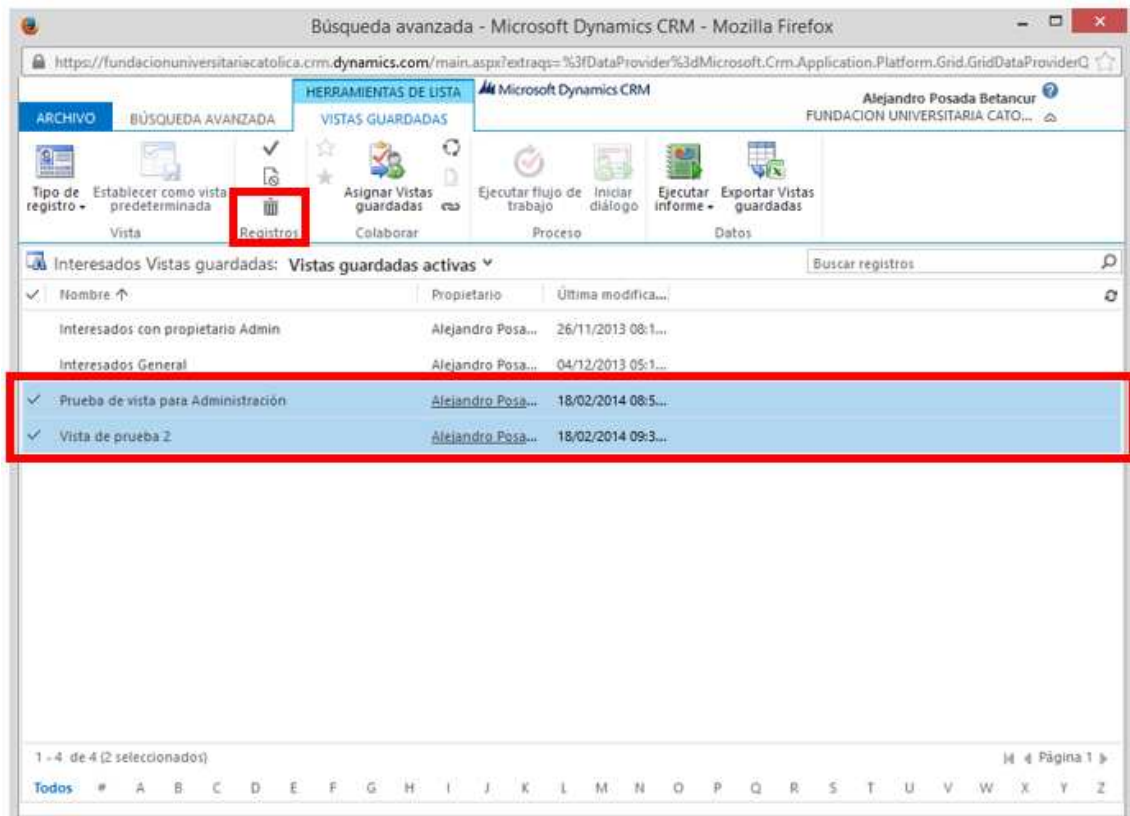 Búsqueda avanzada - Microsoft Dynamics CRM - Mozilla Firefox
https://fundacionuniversitariacatolica.crm.dynamics.com/main.aspx?extraqs=%3fDataProvider%3dMicrosoft.Crm.Application.Platform.Grid.GridDataProviderQ
HERRAMIENTAS DE LISTA Microsoft Dynamics CRM Alejandro Posada Betancur
ARCHIVO BÚSQUEDA AVANZADA VISTAS GUARDADAS FUNDACION UNIVERSITARIA CATO...
Tipo de Establecer como vista Asignar Vistas Ejecutar flujo de Iniciar Ejecutar Exportar Vistas
registro predeterminada guardadas trabajo diálogo informe guardadas
Vista Registros Colaborar Proceso Datos
Interesados Vistas guardadas: Vistas guardadas activas Buscar registros
Nombre Propietario Última modifica...
Interesados con propietario Admin Alejandro Posa... 26/11/2013 08:1...
Interesados General Alejandro Posa... 04/12/2013 05:1...
Prueba de vista para Administración Alejandro Posa... 18/02/2014 08:5...
Vista de prueba 2 Alejandro Posa... 18/02/2014 09:3...
1 - 4 de 4 (2 seleccionados) Página 1
Todos # A B C D E F G H I J K L M N O P Q R S T U V W X Y Z